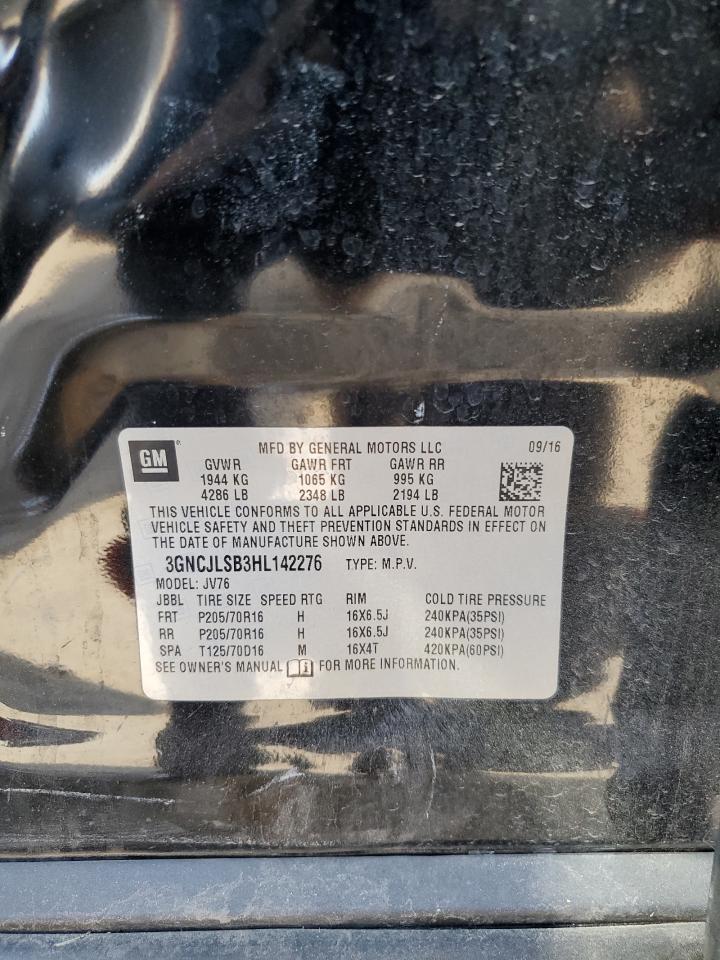 GM
MFD BY GENERAL MOTORS LLC 09/16
GVWR GAWR FRT GAWR RR
1944 KG 1065 KG 995 KG
4286 LB 2348 LB 2194 LB
THIS VEHICLE CONFORMS TO ALL APPLICABLE U.S. FEDERAL MOTOR
VEHICLE SAFETY AND THEFT PREVENTION STANDARDS IN EFFECT ON
THE DATE OF MANUFACTURE SHOWN ABOVE.
3GNCJLSB3HL142276 TYPE: M.P.V.
MODEL: JV76
JBBL TIRE SIZE SPEED RTG RIM COLD TIRE PRESSURE
FRT P205/70R16 H 16X6.5J 240KPA(35PSI)
RR P205/70R16 H 16X6.5J 240KPA(35PSI)
SPA T125/70D16 M 16X4T 420KPA(60PSI)
SEE OWNER'S MANUAL FOR MORE INFORMATION.